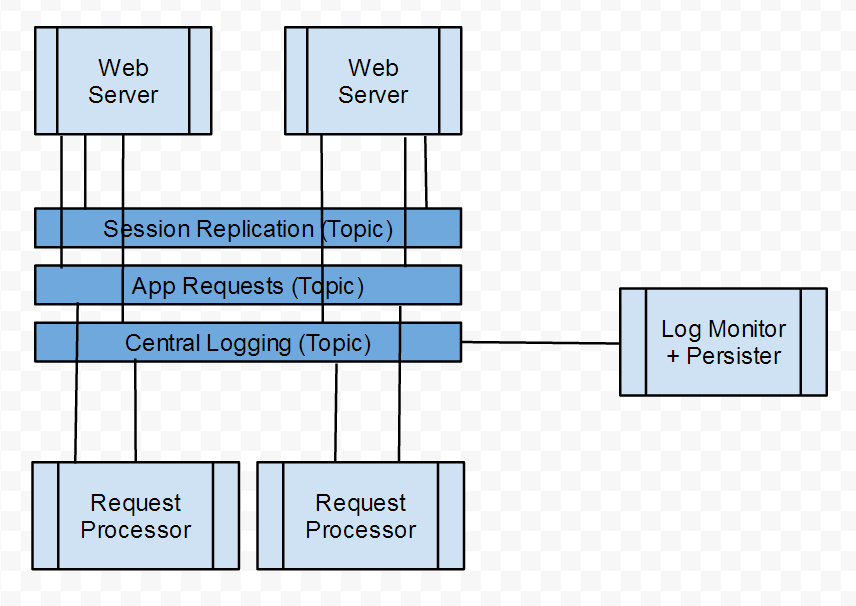 Web
Server
Web
Server
Session Replication (Topic)
App Requests (Topic)
Central Logging (Topic)
Log Monitor
+ Persister
Request
Processor
Request
Processor